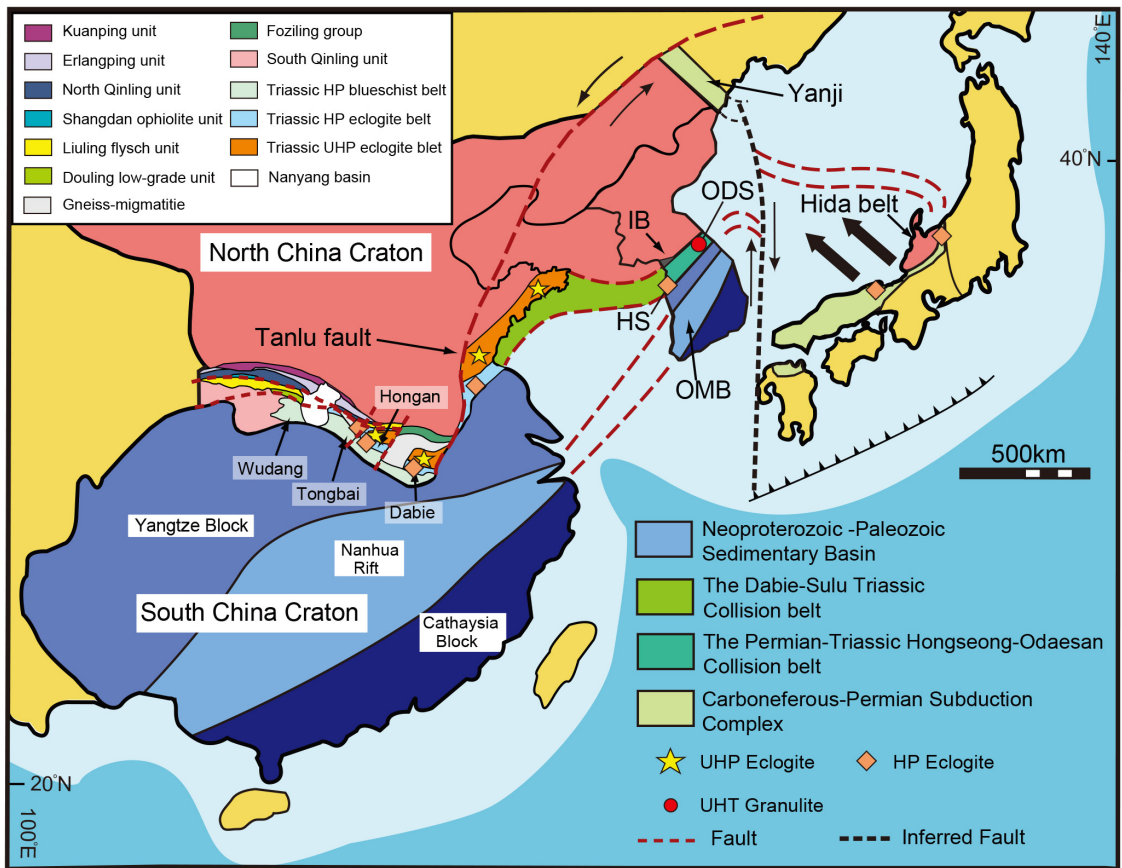 Kuanping unit
Erlangping unit
North Qinling unit
Shangdan ophiolite unit
Liuling flysch unit
Douling low-grade unit
Gneiss-migmatitie
Foziling group
South Qinling unit
Triassic HP blueschist belt
Triassic HP eclogite belt
Triassic UHP eclogite blet
Nanyang basin
140°E
Yanji
40°N
ODS
Hida belt
IB
North China Craton
HS
Tanlu fault
OMB
Hongan
500km
Wudang
Tongbai
Dabie
Yangtze Block
Nanhua
Rift
South China Craton
Cathaysia
Block
Neoproterozoic -Paleozoic
Sedimentary Basin
The Dabie-Sulu Triassic
Collision belt
The Permian-Triassic Hongseong-Odaesan
Collision belt
Carboneferous-Permian Subduction
Complex
UHP Eclogite
HP Eclogite
UHT Granulite
Fault
Inferred Fault
20°N
100°E